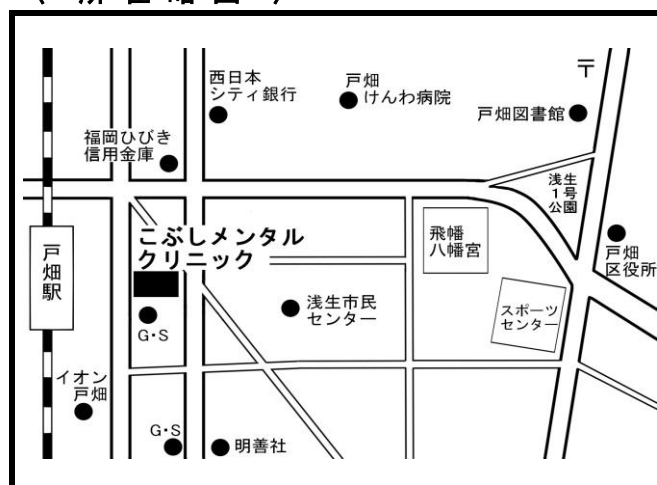 西日本
シティ銀行
戸畑
けんわ病院
〒
戸畑図書館
福岡ひびき
信用金庫
浅生
1号
公園
こぶしメンタル
クリニック
飛幡
八幡宮
戸畑
区役所
戸畑駅
浅生市民
センター
スポーツ
センター
G・S
イオン
戸畑
G・S
明善社